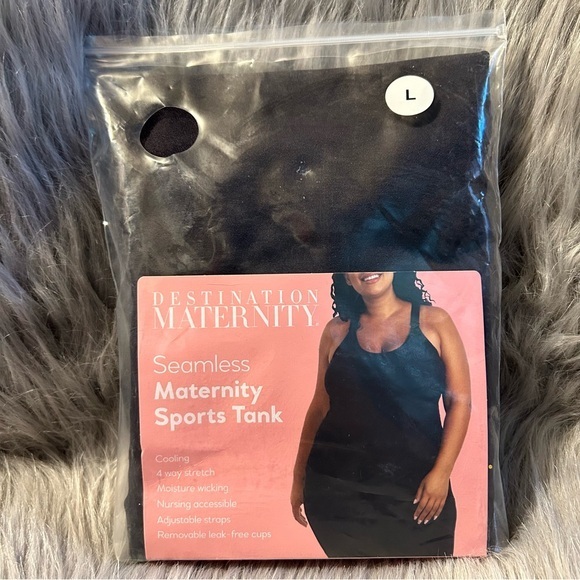 L
DESTINATION
MATERNITY
Seamless
Maternity
Sports Tank
Cooling
4 way stretch
Moisture wicking
Nursing accessible
Adjustable straps
Removable leak-free cups